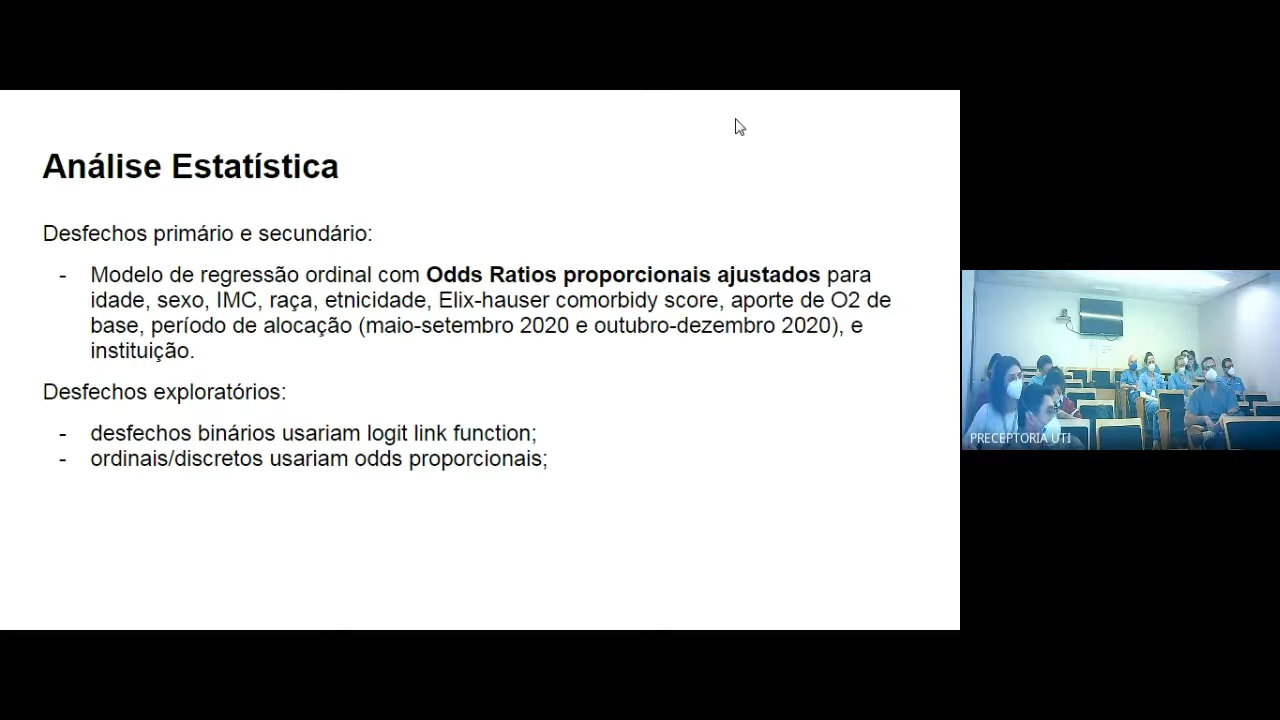 Análise Estatística
Desfechos primário e secundário:
- Modelo de regressão ordinal com Odds Ratios proporcionais ajustados para
idade, sexo, IMC, raça, etnicidade, Elix-hauser comorbidy score, aporte de O2 de
base, período de alocação (maio-setembro 2020 e outubro-dezembro 2020), e
instituição.
Desfechos exploratórios:
- desfechos binários usariam logit link function;
- ordinais/discretos usariam odds proporcionais;
PRECEPTORIA UTI